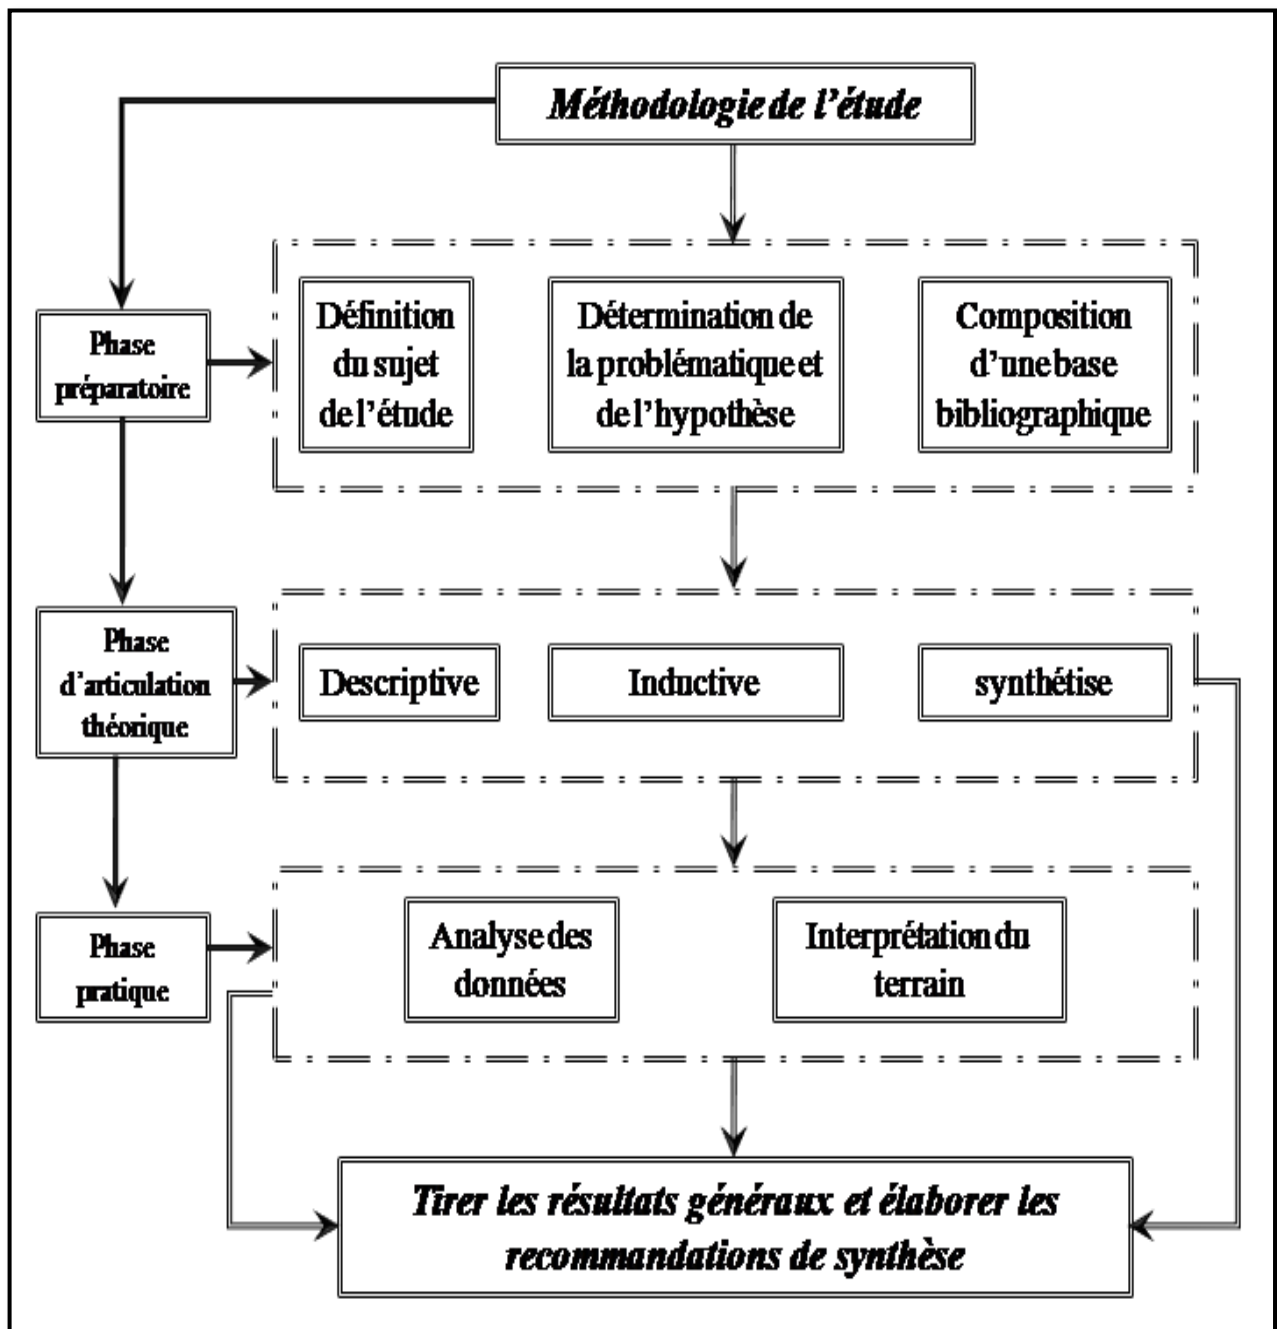 Méthodologie de l'étude
Phase
préparatoire
Définition
du sujet
de l'étude
Détermination de
la problématique et
de l'hypothèse
Composition
d'une base
bibliographique
Phase
d'articulation
théorique
Descriptive
Inductive
synthétise
Phase
pratique
Analyse des
données
Interprétation du
terrain
Tirer les résultats généraux et élaborer les
recommandations de synthèse